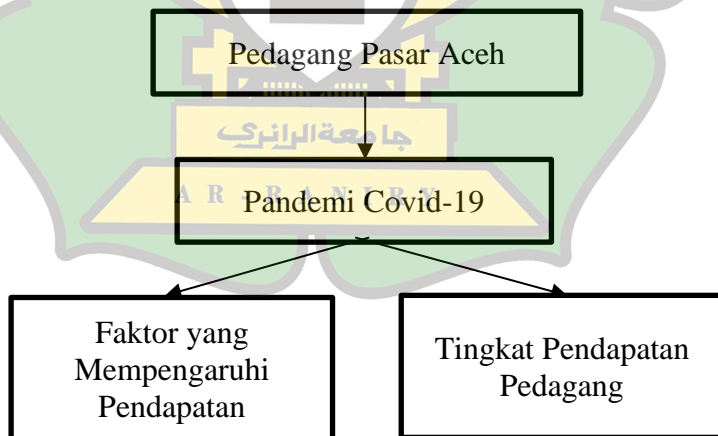 Pedagang Pasar Aceh
جامعةالرانري
A R - R A N I R Y
Pandemi Covid-19
Faktor yang
Mempengaruhi
Pendapatan
Tingkat Pendapatan
Pedagang